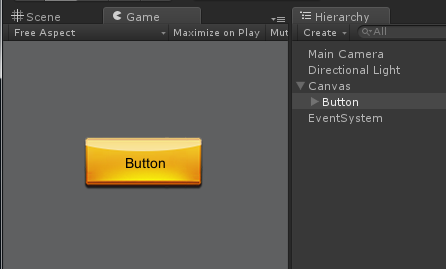 Scene
Game
Hierarchy
Free Aspect
Maximize on Play
Mut
Create
All
Main Camera
Directional Light
Canvas
Button
EventSystem
Button